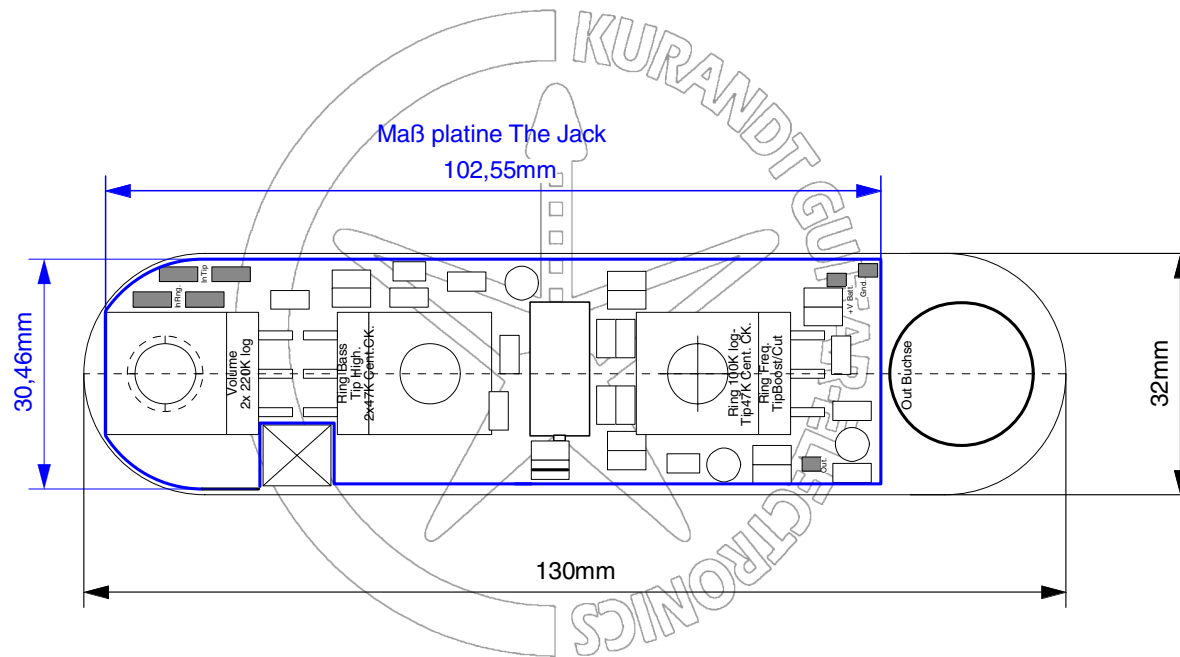 KURANDT GUITAR-ELECTRONICS
Maß platine The Jack
102,55mm
30,46mm
InTip
InRng.
Volume
2x 220K log
Ring|Bass
Tip High.
2x47K Cent.CK.
Ring 100K log-
Tip47K Cent. CK.
Ring Freq.
TipBoost/Cut
+V Batt.
Gnd.
Out.
Out Buchse
32mm
130mm